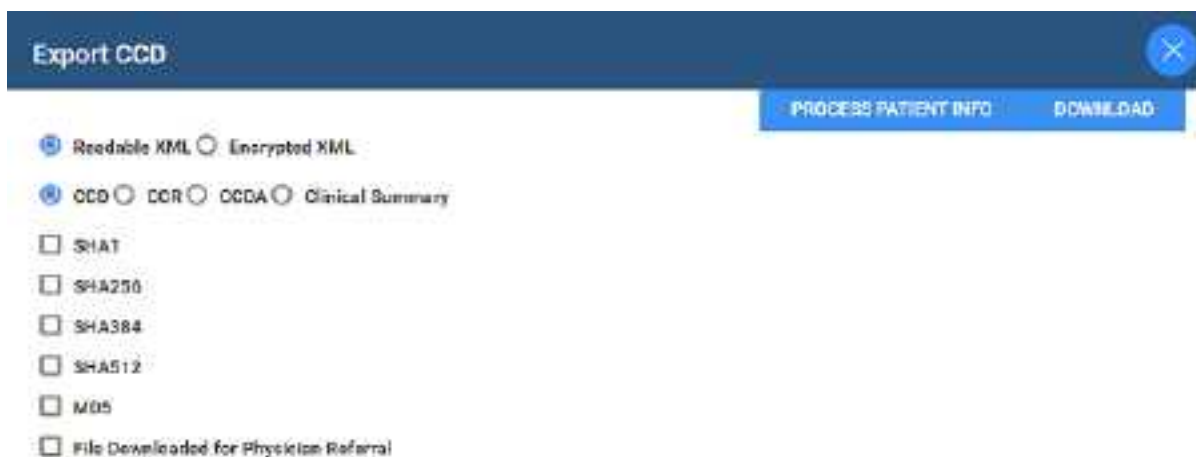 Export CCD
PROCESS PATIENT INFO DOWNLOAD
Readable XML Encrypted XML
CCD CCR CCDA Clinical Summary
SHA1
SHA256
SHA384
SHA512
MD5
File Downloaded for Physician Referral